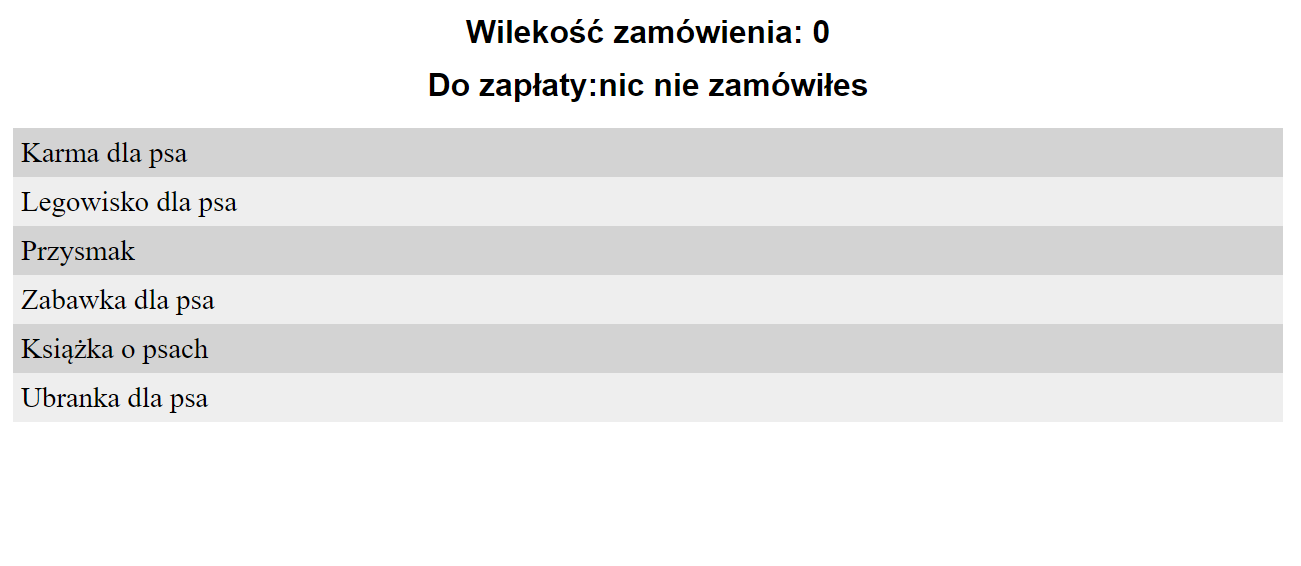 Wilekość zamówienia: 0
Do zapłaty:nic nie zamówiłes
Karma dla psa
Legowisko dla psa
Przysmak
Zabawka dla psa
Książka o psach
Ubranka dla psa